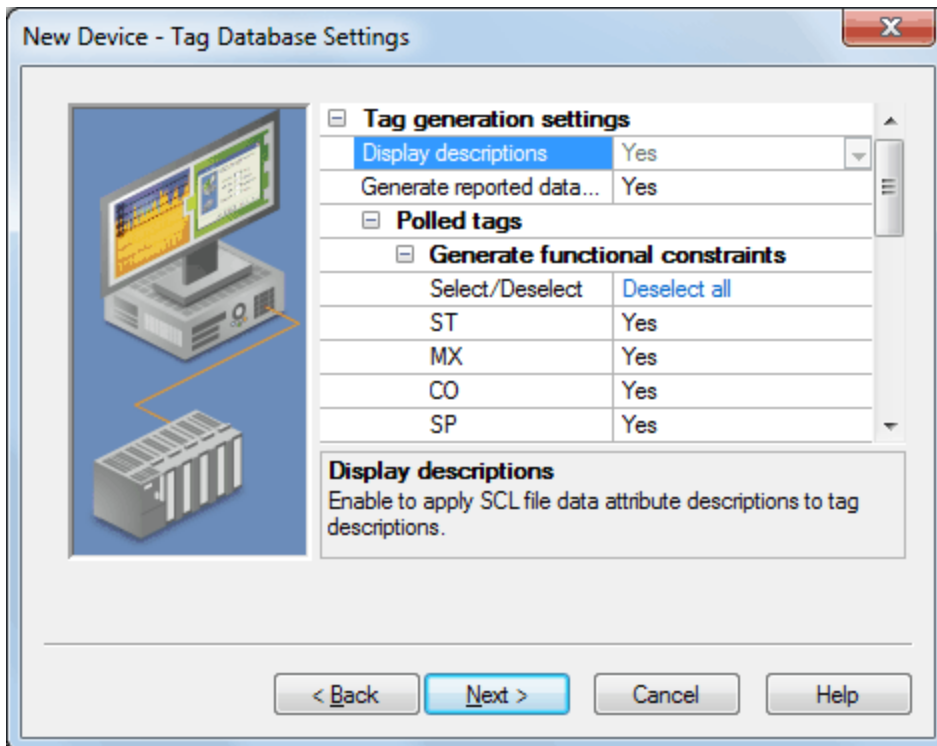 New Device - Tag Database Settings
Tag generation settings
Display descriptions Yes
Generate reported data... Yes
Polled tags
Generate functional constraints
Select/Deselect Deselect all
ST Yes
MX Yes
CO Yes
SP Yes
Display descriptions
Enable to apply SCL file data attribute descriptions to tag
descriptions.
< Back Next > Cancel Help